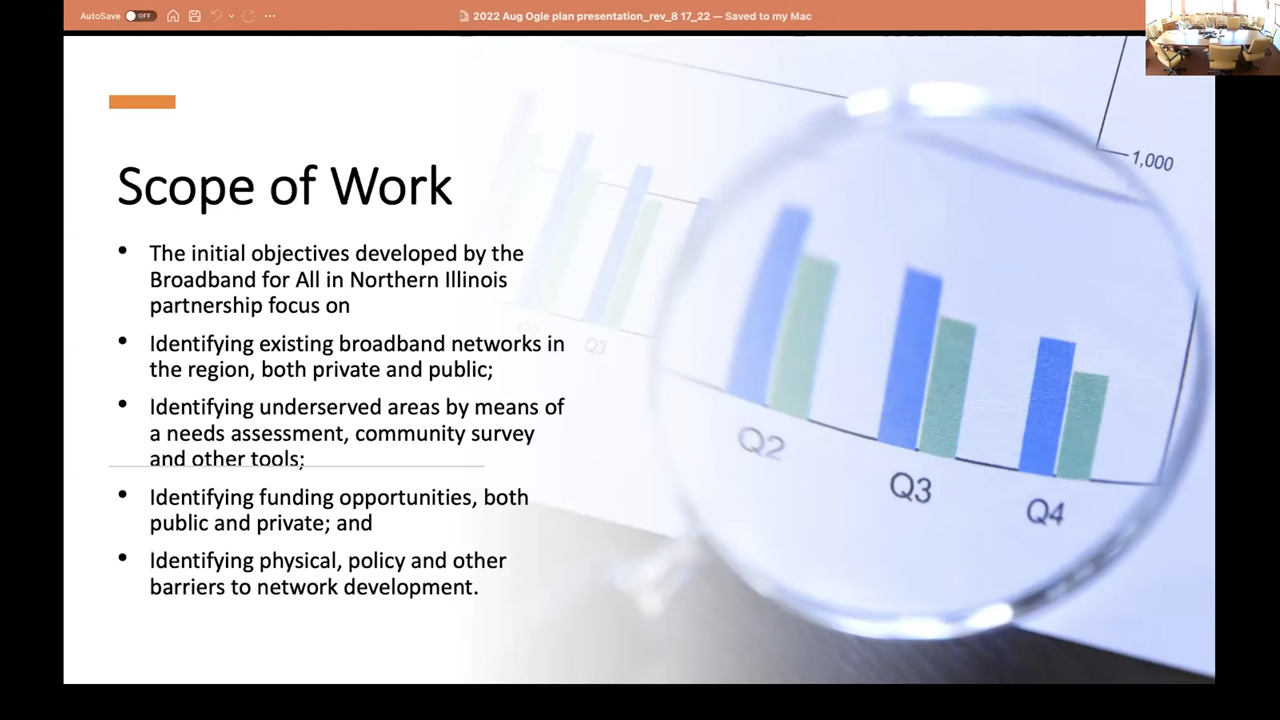 AutoSave OFF
2022 Aug Ogle plan presentation_rev_8 17_22 — Saved to my Mac
1,000
Scope of Work
• The initial objectives developed by the
Broadband for All in Northern Illinois
partnership focus on
• Identifying existing broadband networks in
the region, both private and public;
• Identifying underserved areas by means of
a needs assessment, community survey
and other tools;
• Identifying funding opportunities, both
public and private; and
• Identifying physical, policy and other
barriers to network development.
Q2
Q3
Q2
Q3
Q4